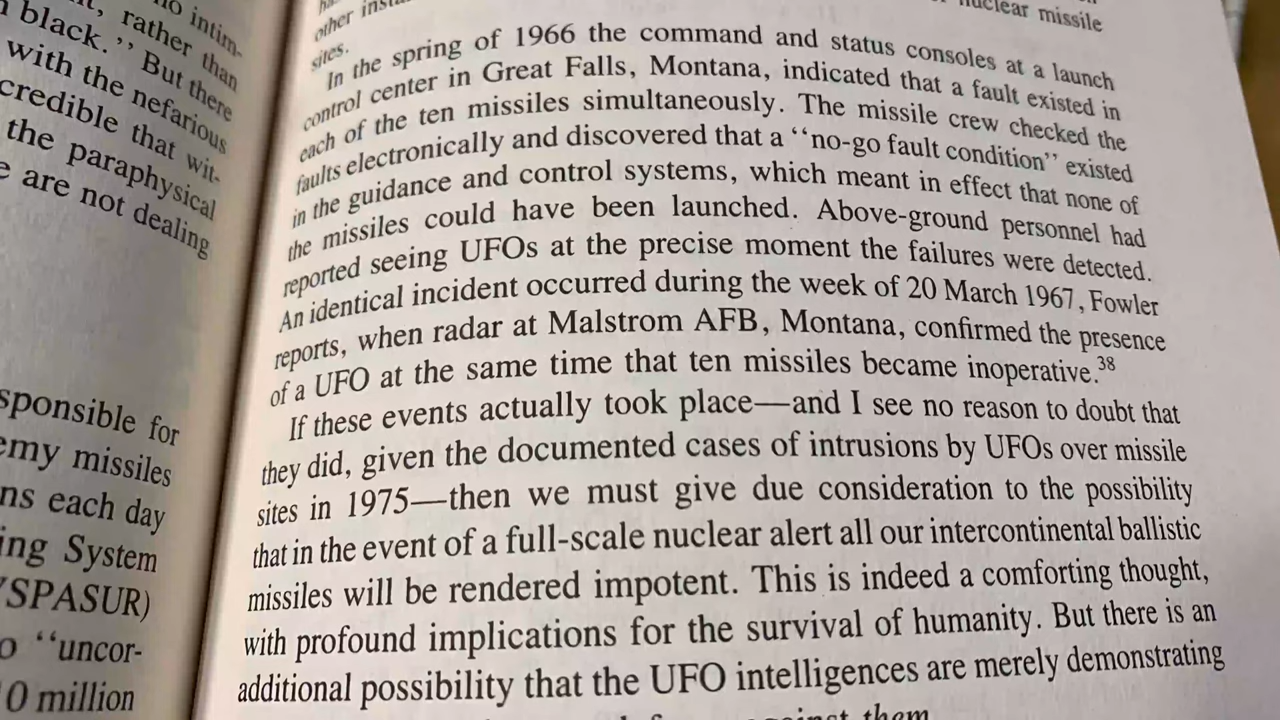 no intim-
rather than
black.’’ But there
with the nefarious
credible that wit-
the paraphysical
are not dealing
sponsible for
missiles
ns each day
ing System
SPASUR)
‘‘uncor-
0 million
nuclear missile
other
sites.
In the spring of 1966 the command and status consoles at a launch
control center in Great Falls, Montana, indicated that a fault existed in
each of the ten missiles simultaneously. The missile crew checked the
faults electronically and discovered that a ‘‘no-go fault condition’’ existed
in the guidance and control systems, which meant in effect that none of
the missiles could have been launched. Above-ground personnel had
reported seeing UFOs at the precise moment the failures were detected.
An identical incident occurred during the week of 20 March 1967, Fowler
reports, when radar at Malstrom AFB, Montana, confirmed the presence
of a UFO at the same time that ten missiles became inoperative.38
If these events actually took place—and I see no reason to doubt that
they did, given the documented cases of intrusions by UFOs over missile
sites in 1975—then we must give due consideration to the possibility
that in the event of a full-scale nuclear alert all our intercontinental ballistic
missiles will be rendered impotent. This is indeed a comforting thought,
with profound implications for the survival of humanity. But there is an
additional possibility that the UFO intelligences are merely demonstrating
against them